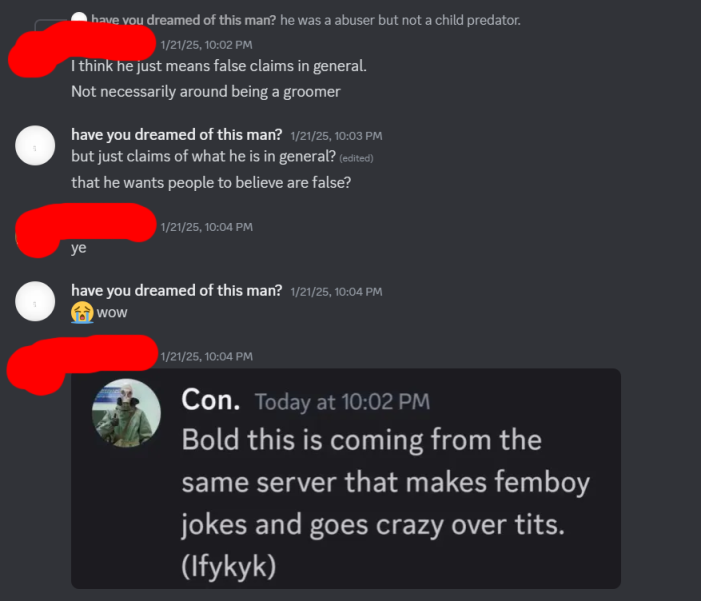 have you dreamed of this man? he was a abuser but not a child predator.
1/21/25, 10:02 PM
I think he just means false claims in general.
Not necessarily around being a groomer
have you dreamed of this man? 1/21/25, 10:03 PM
but just claims of what he is in general? (edited)
that he wants people to believe are false?
1/21/25, 10:04 PM
ye
have you dreamed of this man? 1/21/25, 10:04 PM
😭 wow
1/21/25, 10:04 PM
Con. Today at 10:02 PM
Bold this is coming from the
same server that makes femboy
jokes and goes crazy over tits.
(Ifykyk)